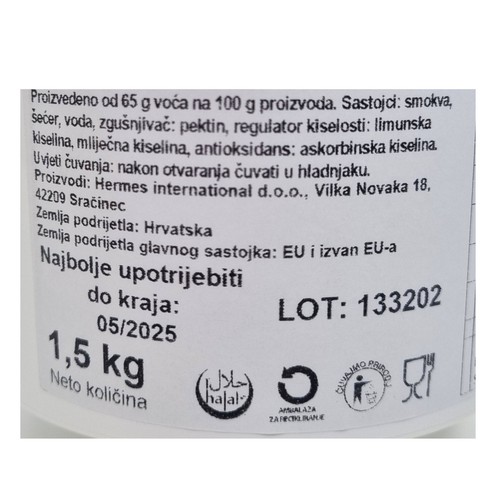 Proizvedeno od 65 g voća na 100 g proizvoda. Sastojci: smokva,
šećer, voda, zgušnjivač: pektin, regulator kiselosti: limunska
kiselina, mliječna kiselina, antioksidans: askorbinska kiselina.
Uvjeti čuvanja: nakon otvaranja čuvati u hladnjaku.
Proizvodi: Hermes international d.o.o., Vilka Novaka 18,
42209 Sračinec
Zemlja podrijetla: Hrvatska
Zemlja podrijetla glavnog sastojka: EU i izvan EU-a
Najbolje upotrijebiti
do kraja:
05/2025
LOT: 133202
1,5 kg
Neto količina
حلال
halal
AMBALAŽA
ZA RECIKLIRANJE
ČUVAJMO PRIRODU